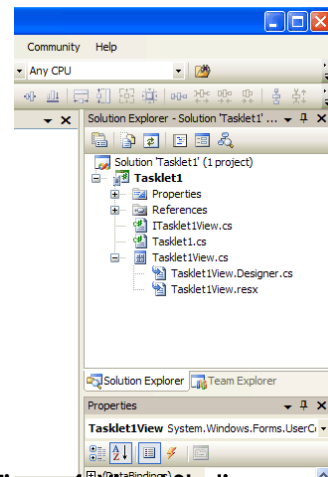 Community Help
Any CPU
Solution Explorer - Solution 'Tasklet1' ...
Solution 'Tasklet1' (1 project)
Tasklet1
Properties
References
ITasklet1View.cs
Tasklet1.cs
Tasklet1View.cs
Tasklet1View.Designer.cs
Tasklet1View.resx
Solution Explorer Team Explorer
Properties
Tasklet1View System.Windows.Forms.UserC
(DataBindings)